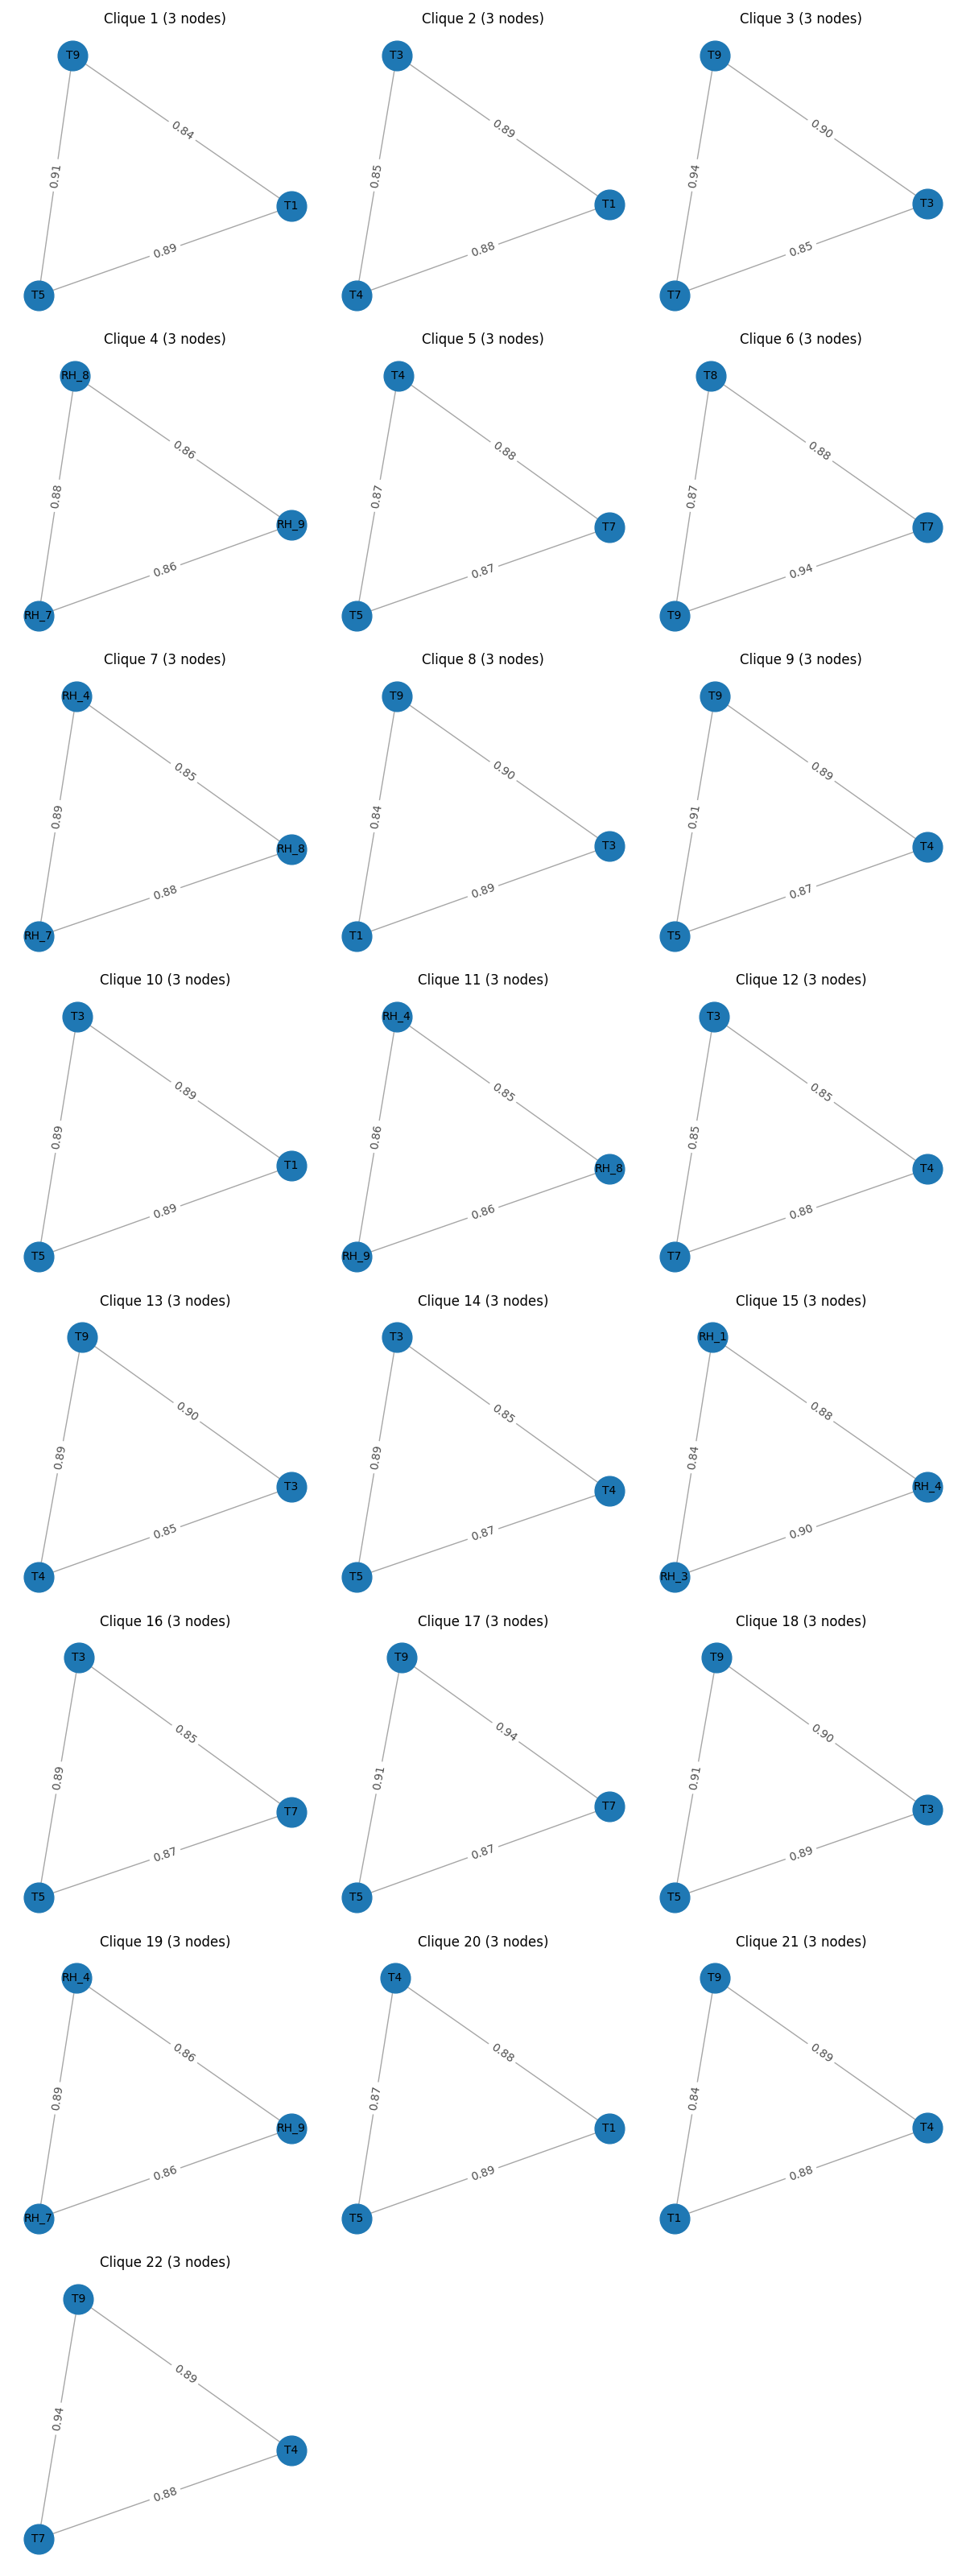 Clique 1 (3 nodes)
T9
0.84
0.91
T1
0.89
T5
Clique 2 (3 nodes)
T3
0.89
0.85
T1
0.88
T4
Clique 3 (3 nodes)
T9
0.90
0.94
T3
0.85
T7
Clique 4 (3 nodes)
RH_8
0.86
0.88
RH_9
0.86
RH_7
Clique 5 (3 nodes)
T4
0.88
0.87
T7
0.87
T5
Clique 6 (3 nodes)
T8
0.88
0.87
T7
0.94
T9
Clique 7 (3 nodes)
RH_4
0.85
0.89
RH_8
0.88
RH_7
Clique 8 (3 nodes)
T9
0.90
0.84
T3
0.89
T1
Clique 9 (3 nodes)
T9
0.89
0.91
T4
0.87
T5
Clique 10 (3 nodes)
T3
0.89
0.89
T1
0.89
T5
Clique 11 (3 nodes)
RH_4
0.85
0.86
RH_8
0.86
RH_9
Clique 12 (3 nodes)
T3
0.85
0.85
T4
0.88
T7
Clique 13 (3 nodes)
T9
0.90
0.89
T3
0.85
T4
Clique 14 (3 nodes)
T3
0.85
0.89
T4
0.87
T5
Clique 15 (3 nodes)
RH_1
0.88
0.84
RH_4
0.90
RH_3
Clique 16 (3 nodes)
T3
0.85
0.89
T7
0.87
T5
Clique 17 (3 nodes)
T9
0.94
0.91
T7
0.87
T5
Clique 18 (3 nodes)
T9
0.90
0.91
T3
0.89
T5
Clique 19 (3 nodes)
RH_4
0.86
0.89
RH_9
0.86
RH_7
Clique 20 (3 nodes)
T4
0.88
0.87
T1
0.89
T5
Clique 21 (3 nodes)
T9
0.89
0.84
T4
0.88
T1
Clique 22 (3 nodes)
T9
0.89
0.94
T4
0.88
T7